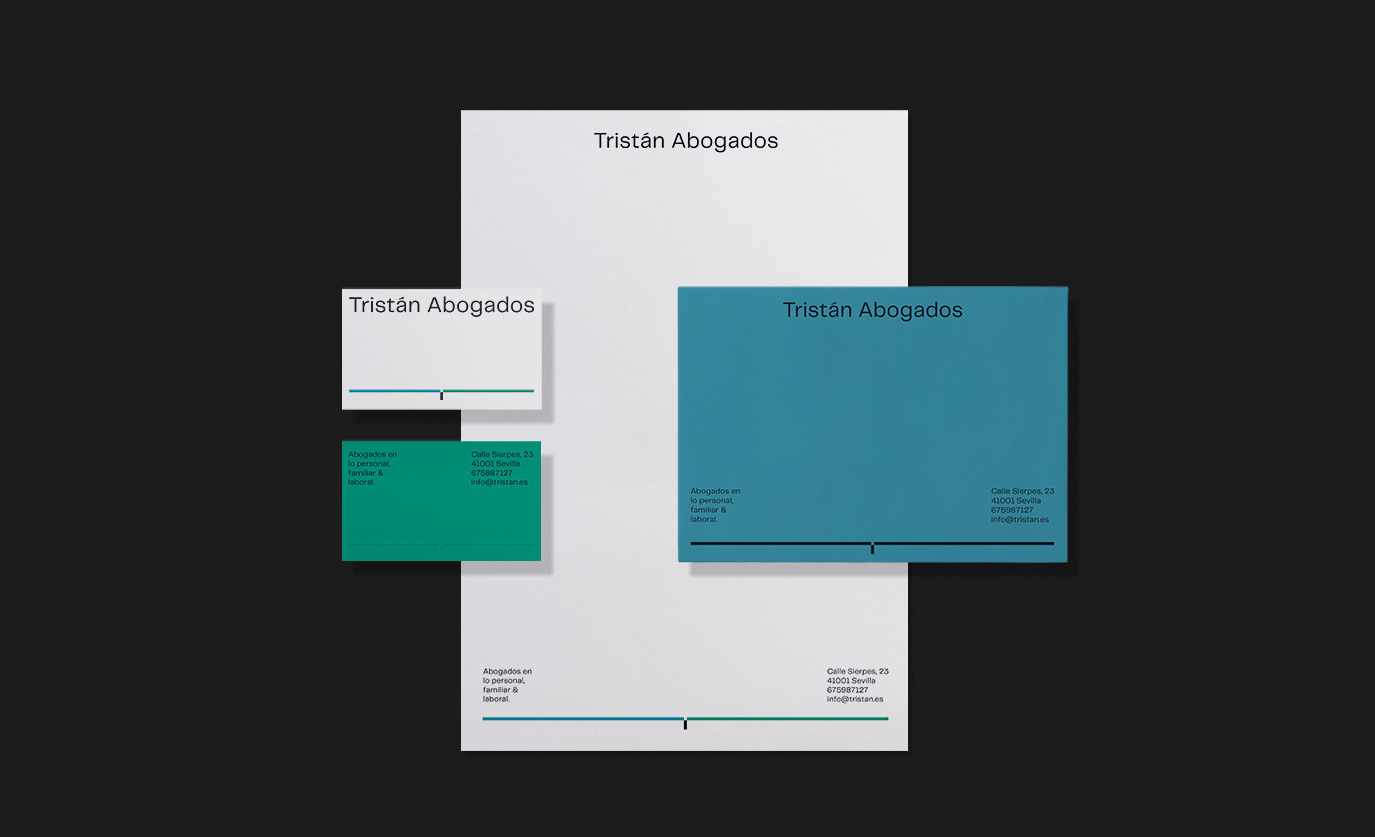 Tristán Abogados
Tristán Abogados
Abogados en
lo personal,
familiar &
laboral.
Calle Sierpes, 23
41001 Sevilla
675987127
info@tristan.es
Tristán Abogados
Abogados en
lo personal,
familiar &
laboral.
Calle Sierpes, 23
41001 Sevilla
675987127
info@tristan.es
Abogados en
lo personal,
familiar &
laboral.
Calle Sierpes, 23
41001 Sevilla
675987127
info@tristan.es